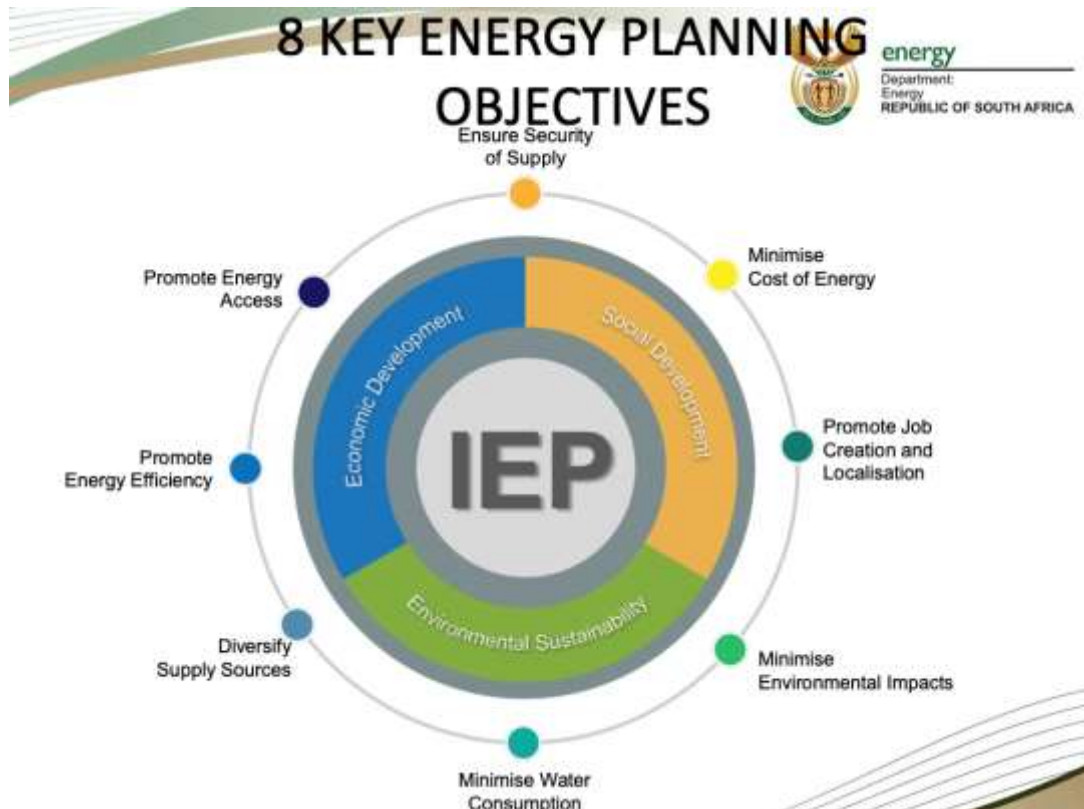 8 KEY ENERGY PLANNING
OBJECTIVES
energy
Department:
Energy
REPUBLIC OF SOUTH AFRICA
Ensure Security
of Supply
Minimise
Cost of Energy
Promote Job
Creation and
Localisation
Minimise
Environmental Impacts
Minimise Water
Consumption
Diversify
Supply Sources
Promote
Energy Efficiency
Promote Energy
Access
Economic Development
Social Development
Environmental Sustainability
IEP